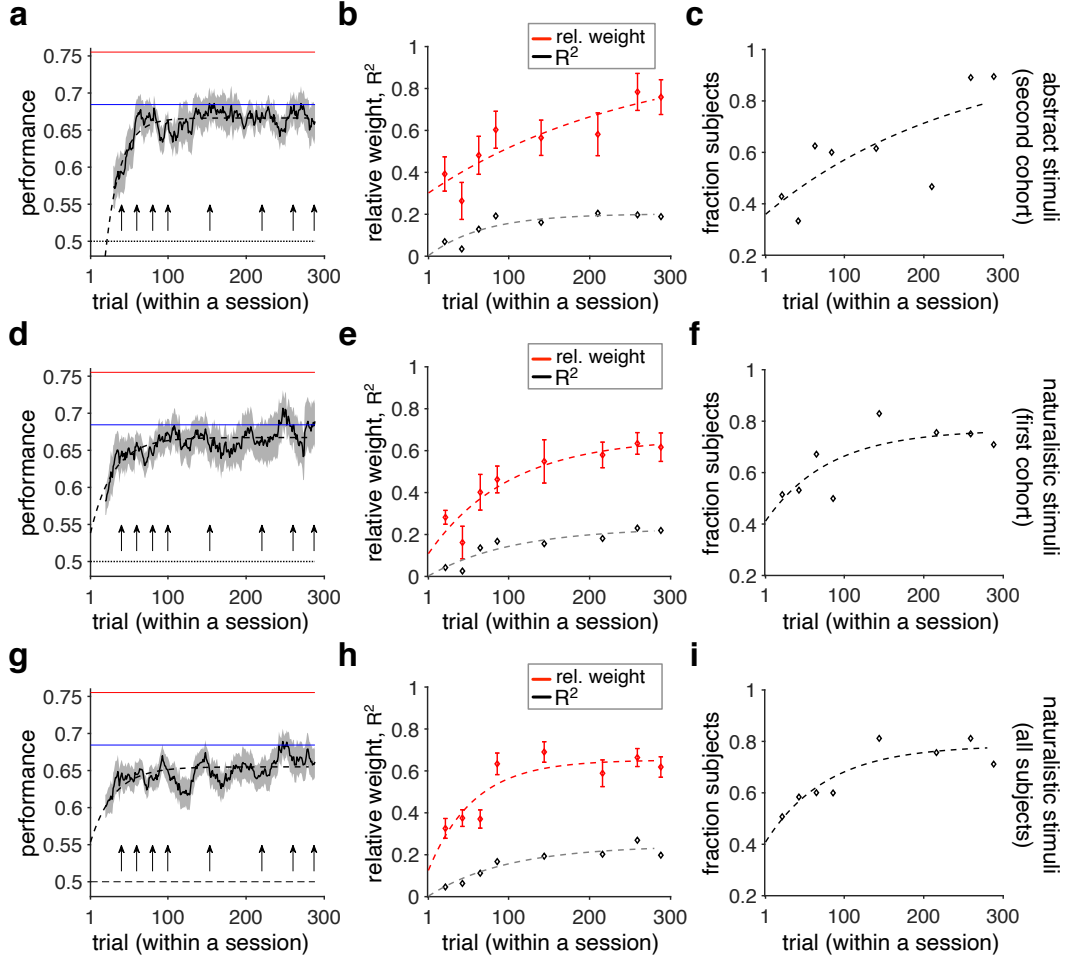 a
0.75
0.7
0.65
0.6
0.55
0.5
1
100
200
300
performance
trial (within a session)
b
rel. weight
R²
1
0.8
0.6
0.4
0.2
0
1
100
200
300
relative weight, R²
trial (within a session)
c
1
0.8
0.6
0.4
0.2
1
100
200
300
fraction subjects
trial (within a session)
abstract stimuli
(second cohort)
d
0.75
0.7
0.65
0.6
0.55
0.5
1
100
200
300
performance
trial (within a session)
e
rel. weight
R²
1
0.8
0.6
0.4
0.2
0
1
100
200
300
relative weight, R²
trial (within a session)
f
1
0.8
0.6
0.4
0.2
1
100
200
300
fraction subjects
trial (within a session)
naturalistic stimuli
(first cohort)
g
0.75
0.7
0.65
0.6
0.55
0.5
1
100
200
300
performance
trial (within a session)
h
rel. weight
R²
1
0.8
0.6
0.4
0.2
0
1
100
200
300
relative weight, R²
trial (within a session)
i
1
0.8
0.6
0.4
0.2
1
100
200
300
fraction subjects
trial (within a session)
naturalistic stimuli
(all subjects)